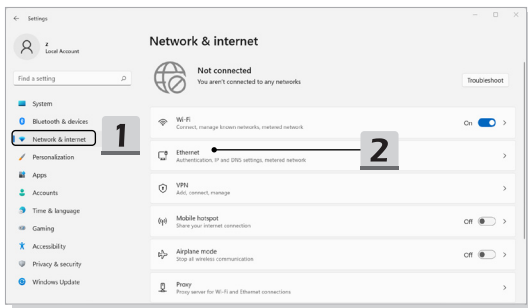 Settings
z
Local Account
Find a setting
System
Bluetooth & devices
Network & internet
Personalization
Apps
Accounts
Time & language
Gaming
Accessibility
Privacy & security
Windows Update
1
Network & internet
Not connected
You aren't connected to any networks
Troubleshoot
Wi-Fi
Connect, manage known networks, metered network
On
Ethernet
Authentication, IP and DNS settings, metered network
2
VPN
Add, connect, manage
Mobile hotspot
Share your internet connection
Off
Airplane mode
Stop all wireless communication
Off
Proxy
Proxy server for Wi-Fi and Ethernet connections